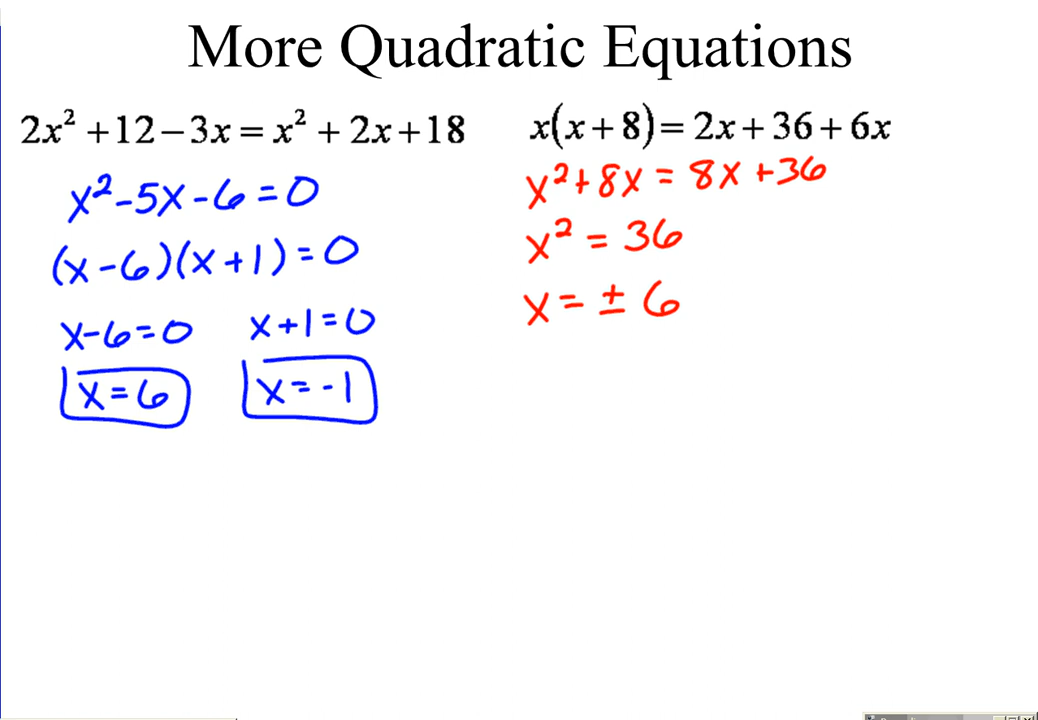 More Quadratic Equations
2x² + 12 − 3x = x² + 2x + 18
x² - 5x - 6 = 0
(x - 6)(x + 1) = 0
x - 6 = 0 x + 1 = 0
x = 6 x = -1
x(x + 8) = 2x + 36 + 6x
x² + 8x = 8x + 36
x² = 36
x = ± 6